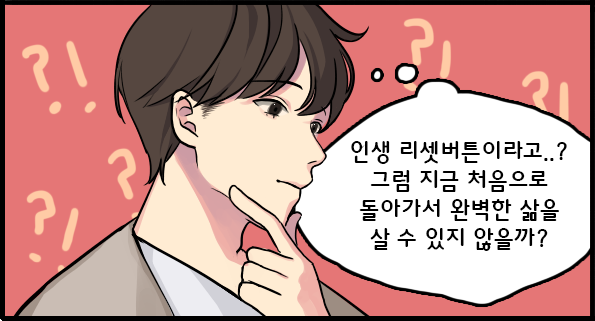 ?! ?! ?! ?!
인생 리셋버튼이라고..?
그럼 지금 처음으로
돌아가서 완벽한 삶을
살 수 있지 않을까?